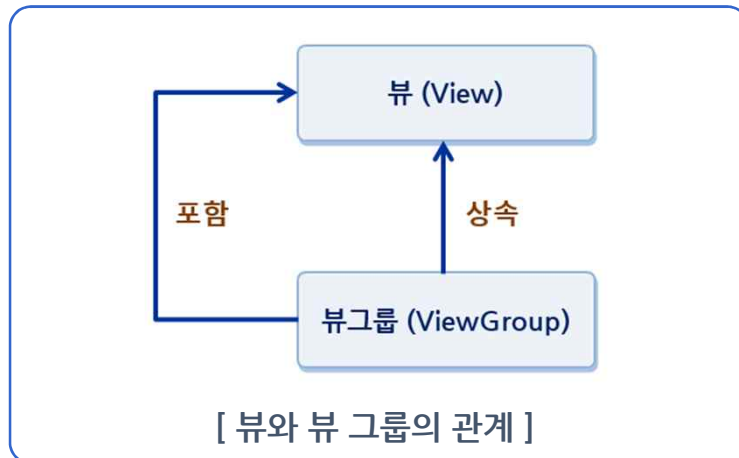 뷰 (View)
포함
상속
뷰그룹 (ViewGroup)
[ 뷰와 뷰 그룹의 관계 ]